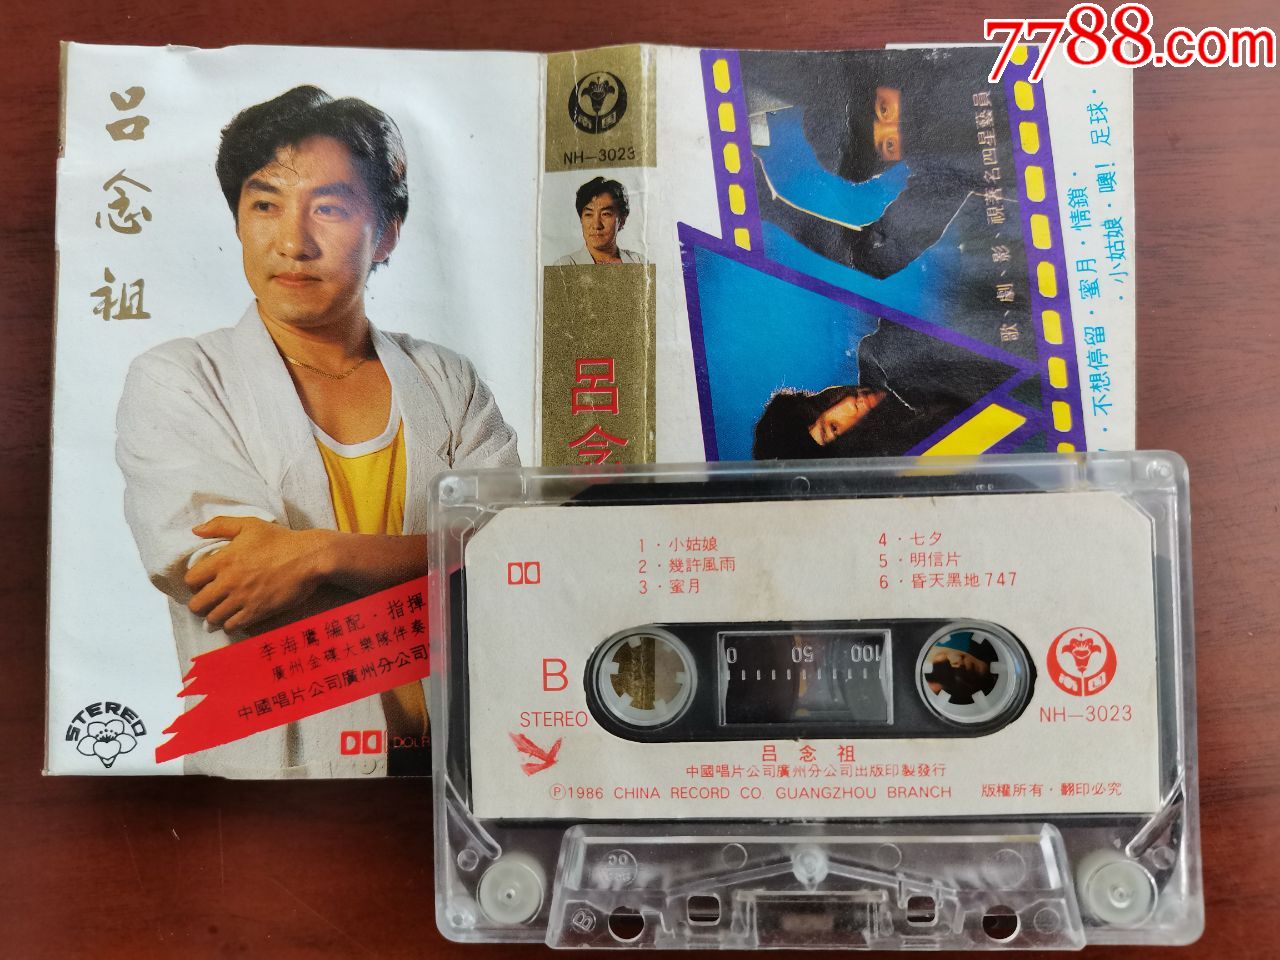 7788.com
呂念祖
李海鷹編配·指揮
廣州金碟大樂隊伴奏
中國唱片公司廣州分公司
STEREO
NH—3023
呂念
歌、劇、影、視著名四星藝員
·不想停留·蜜月·情鎖·
·小姑娘·噢！足球·
1·小姑娘
2·幾許風雨
3·蜜月
4·七夕
5·明信片
6·昏天黑地747
0 50 100
B
STEREO
南國
NH—3023
呂念祖
中國唱片公司廣州分公司出版印製發行
Ⓟ1986 CHINA RECORD CO. GUANGZHOU BRANCH 版權所有·翻印必究